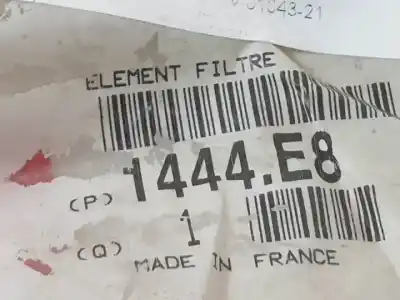 ELEMENT FILTRE
(P) 1444.E8
(Q) 1
MADE IN FRANCE